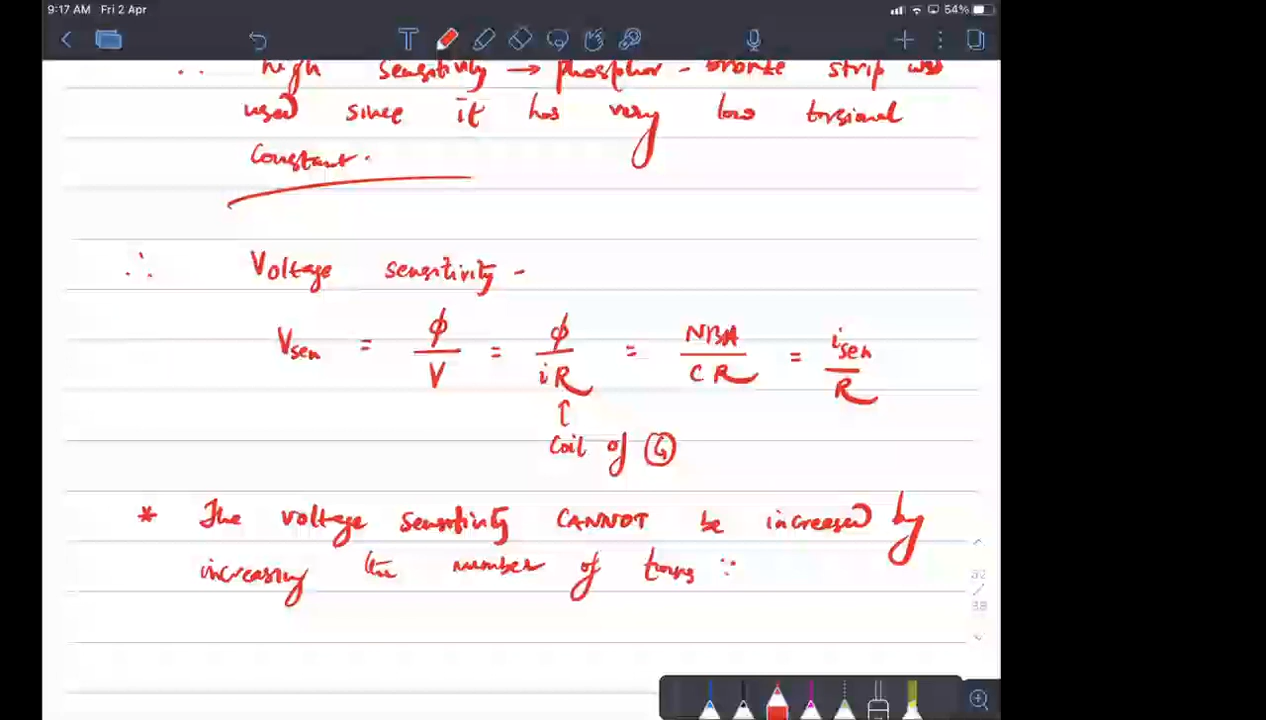 9:17 AM Fri 2 Apr
54%
∴ high sensitivity → phosphor - bronze strip was
used since it has very low torsional
constant.
∴ Voltage sensitivity -
Vsen = ϕ/V = ϕ/iR = NBA/CR = isen/R
↑
Coil of G
* The voltage sensitivity CANNOT be increased by
increasing the number of turns ∵